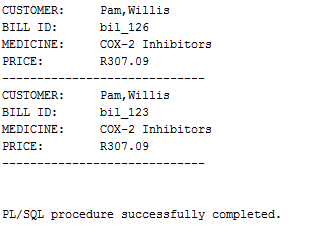 CUSTOMER: Pam,Willis
BILL ID: bil_126
MEDICINE: COX-2 Inhibitors
PRICE: R307.09
-----------------------------
CUSTOMER: Pam,Willis
BILL ID: bil_123
MEDICINE: COX-2 Inhibitors
PRICE: R307.09
-----------------------------
PL/SQL procedure successfully completed.